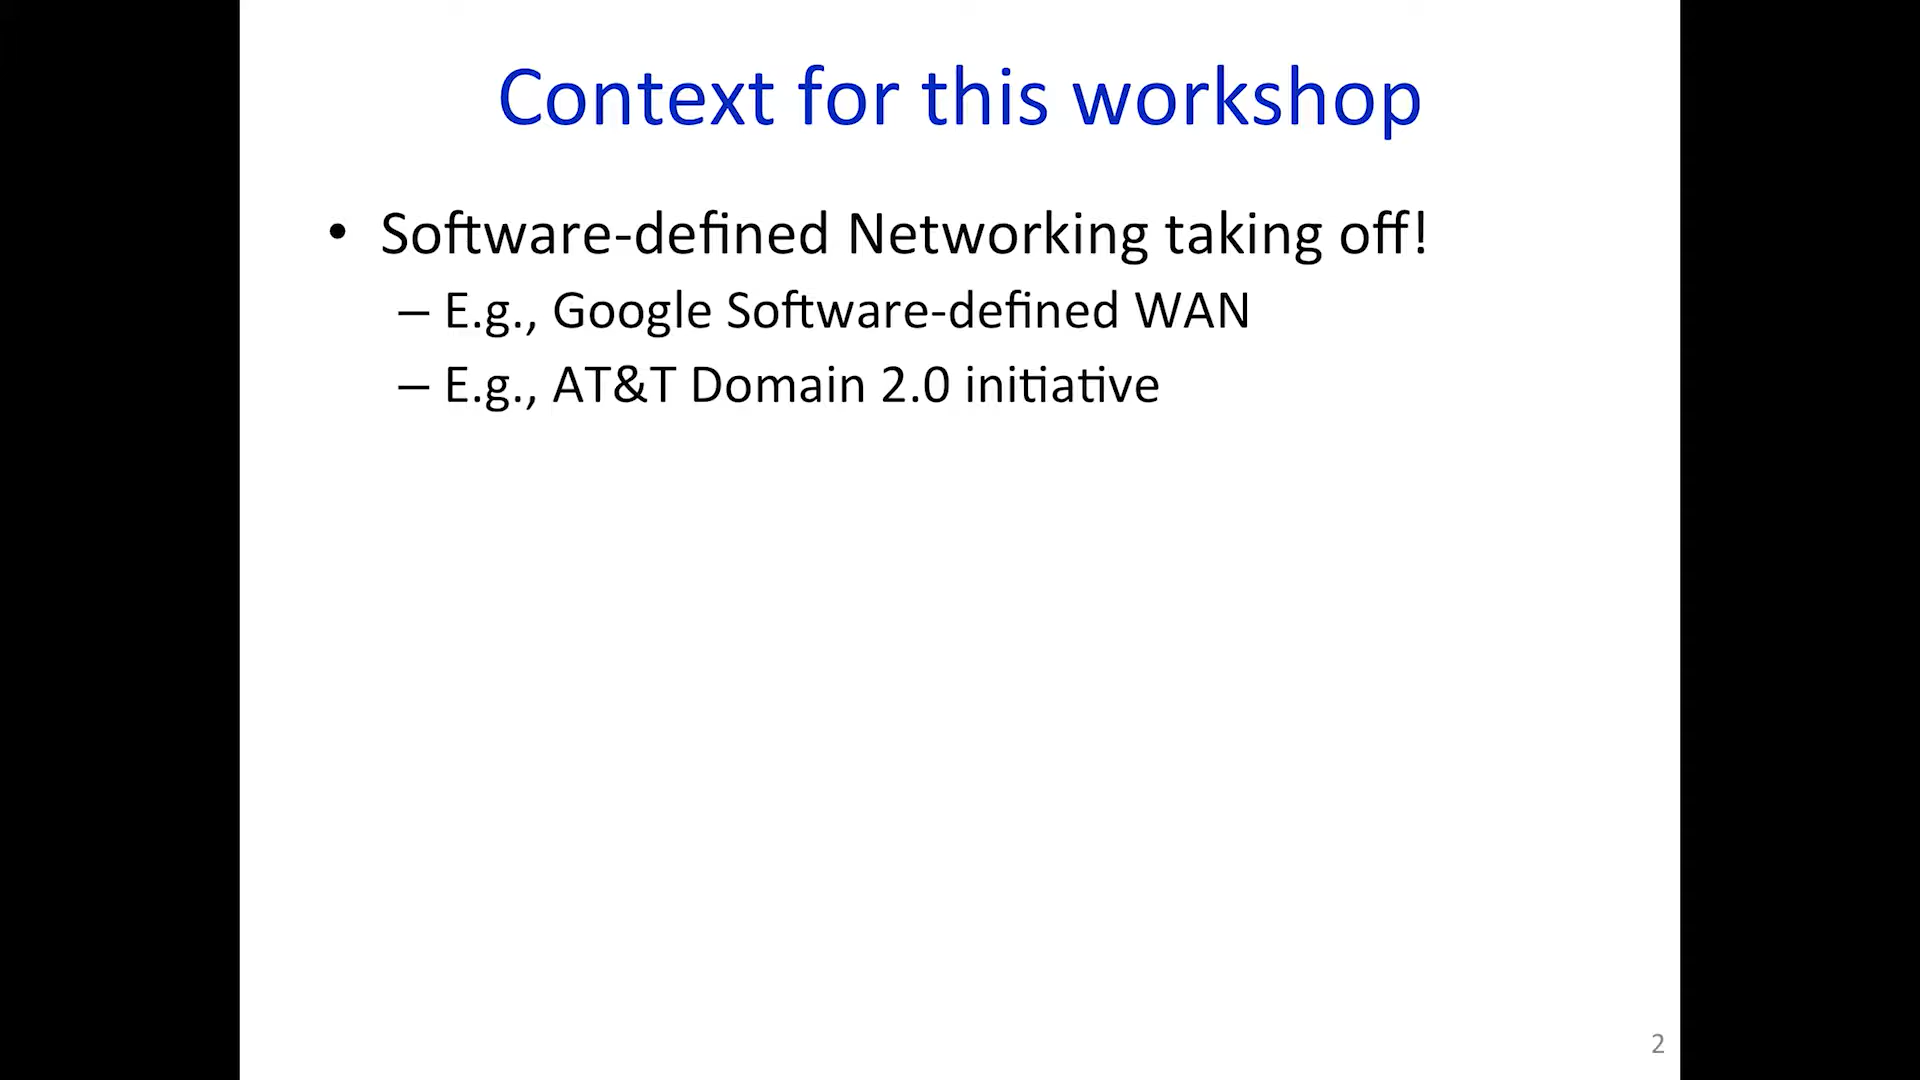 Context for this workshop
• Software-defined Networking taking off!
– E.g., Google Software-defined WAN
– E.g., AT&T Domain 2.0 initiative
2